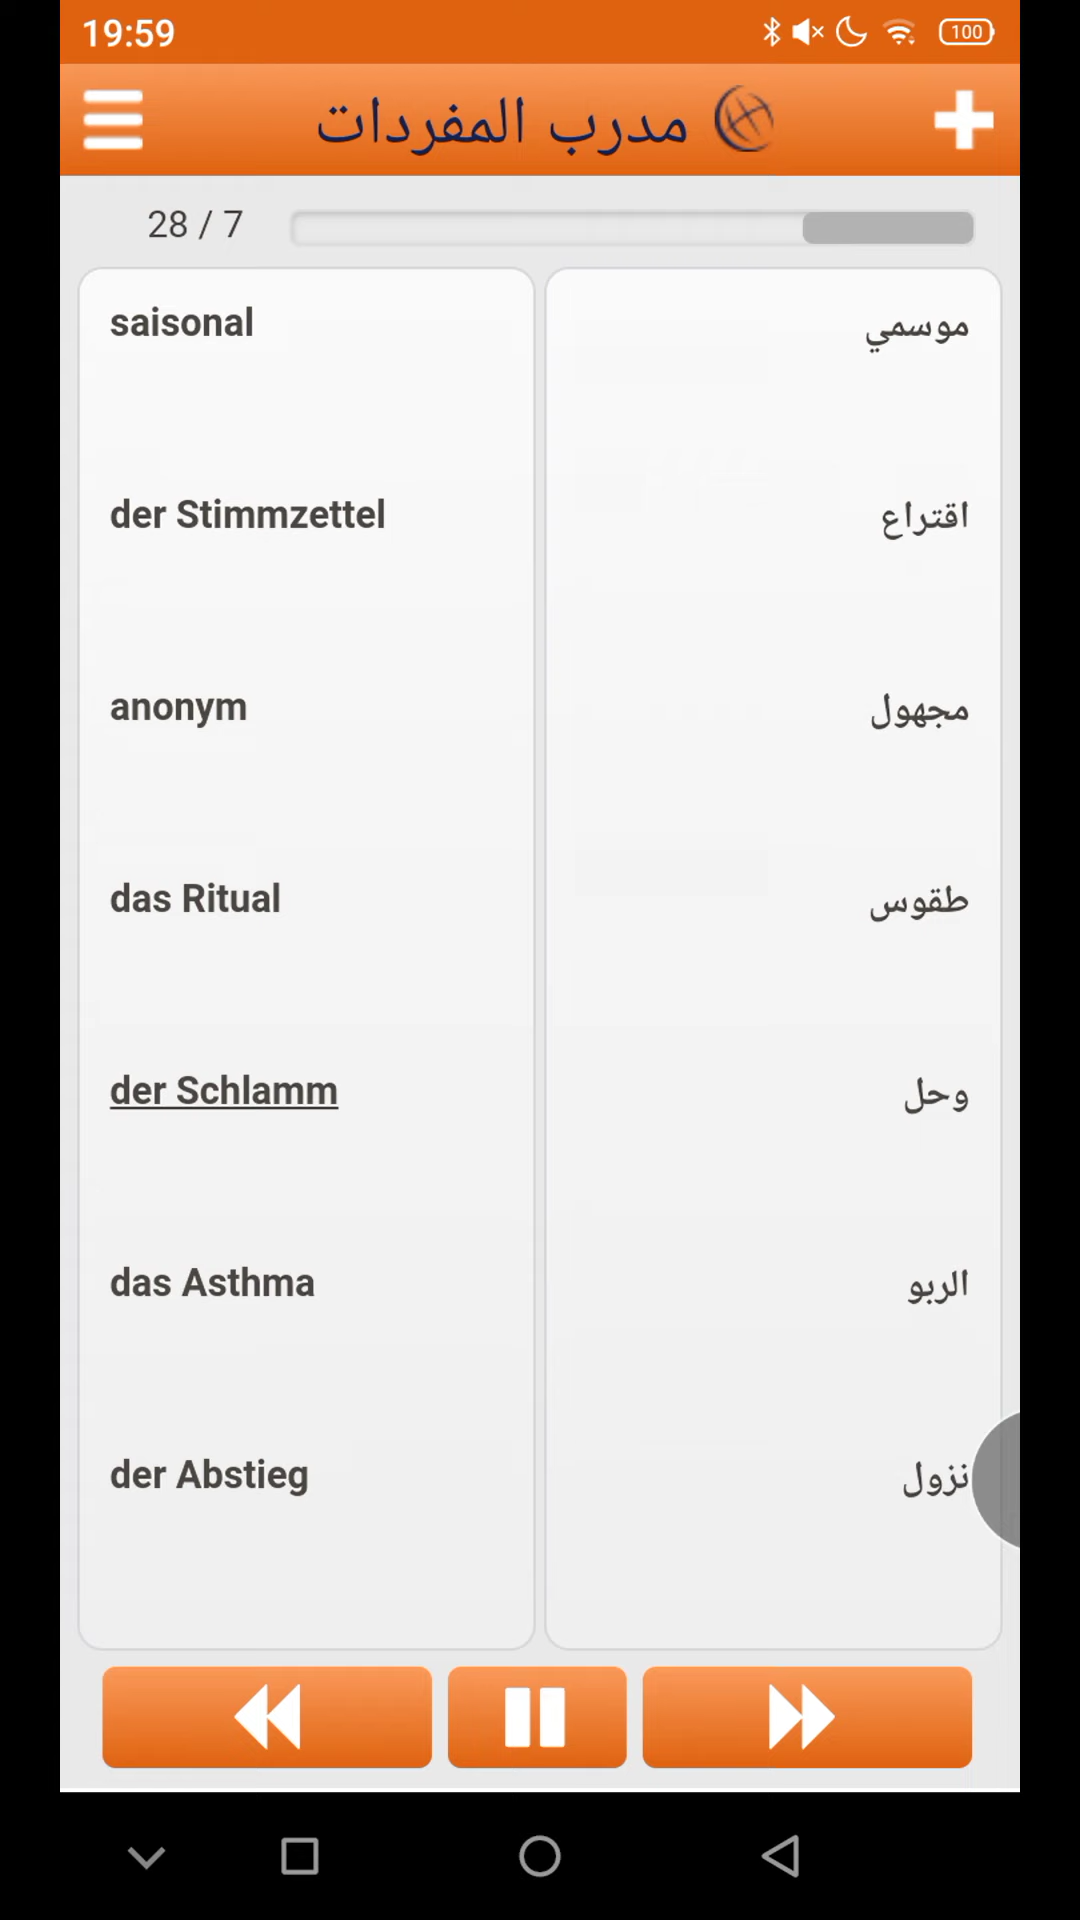 19:59
100
مدرب المفردات
28 / 7
saisonal
موسمي
der Stimmzettel
اقتراع
anonym
مجهول
das Ritual
طقوس
der Schlamm
وحل
das Asthma
الربو
der Abstieg
نزول